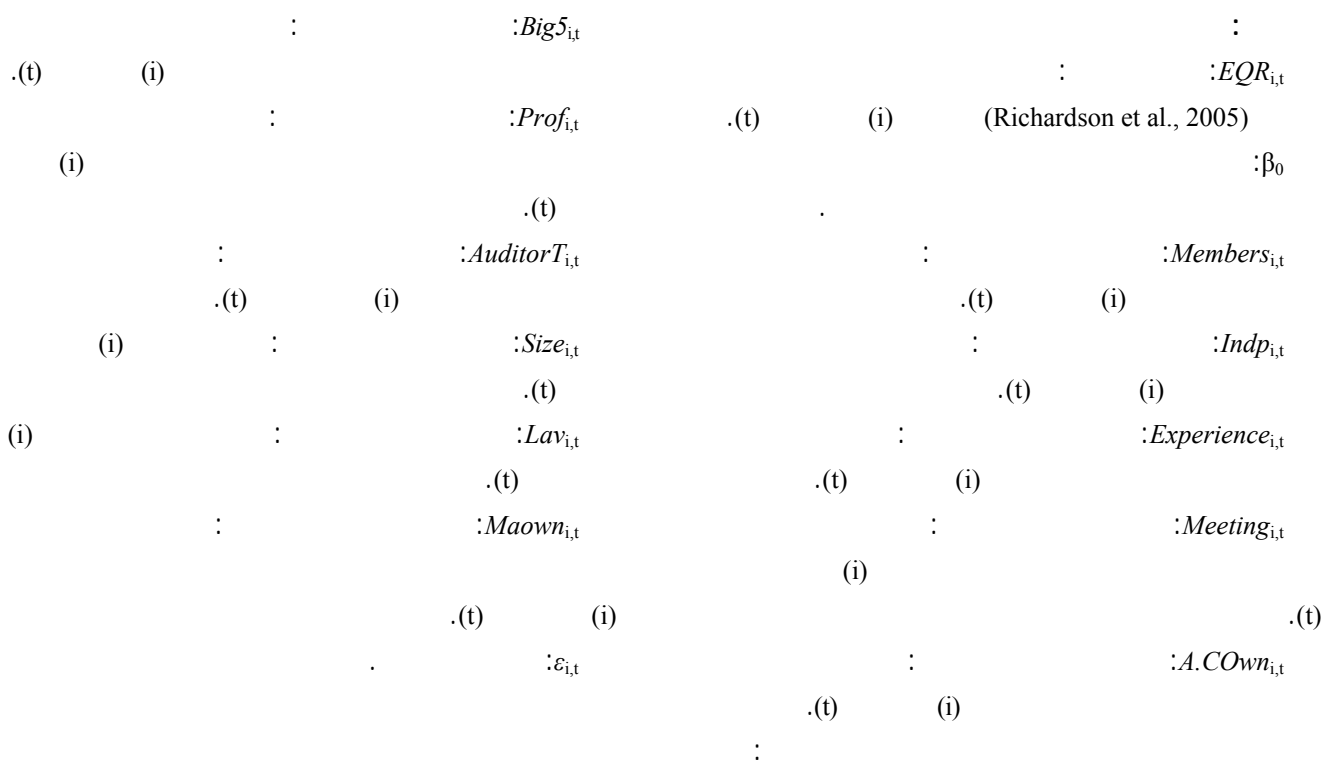 :
EQRi,t: :
(Richardson et al., 2005) (i) (t).
β0:
.
Membersi,t: :
(i) (t).
Indpi,t: :
(i) (t).
Experiencei,t: :
(i) (t).
Meetingi,t: :
(i)
(t).
A.COwni,t: :
(i) (t).
:
Big5i,t: :
(i) (t).
Profi,t: :
(i)
(t).
AuditorTi,t: :
(i) (t).
Sizei,t: : (i)
(t).
Lavi,t: : (i)
(t).
Maowni,t: :
(i) (t).
εi,t: .